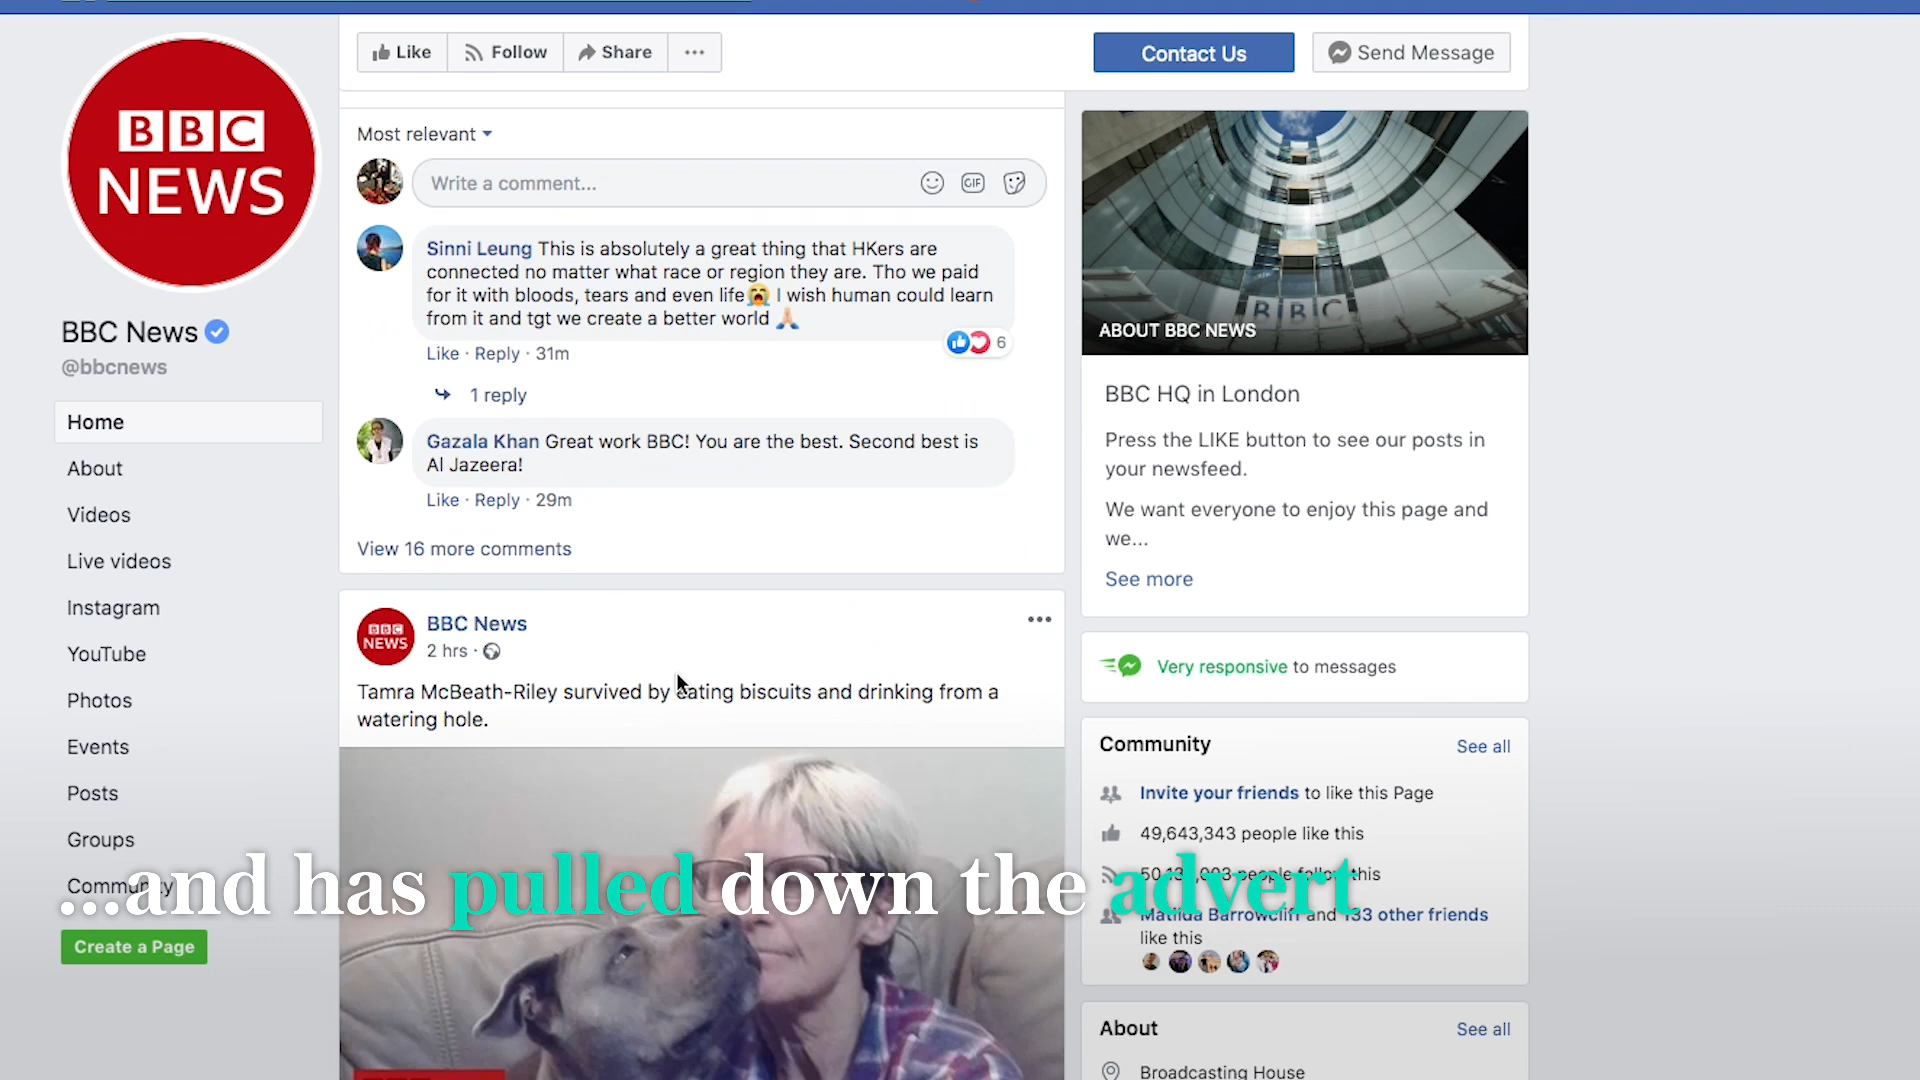 BBC
NEWS
BBC News
@bbcnews
Home
About
Videos
Live videos
Instagram
YouTube
Photos
Events
Posts
Groups
Community
Create a Page
Like
Follow
Share
Contact Us
Send Message
Most relevant
Write a comment...
GIF
Sinni Leung This is absolutely a great thing that HKers are
connected no matter what race or region they are. Tho we paid
for it with bloods, tears and even life😭 I wish human could learn
from it and tgt we create a better world 🙏🏻
6
Like · Reply · 31m
1 reply
Gazala Khan Great work BBC! You are the best. Second best is
Al Jazeera!
Like · Reply · 29m
View 16 more comments
BBC
NEWS
BBC News
2 hrs ·
Tamra McBeath-Riley survived by eating biscuits and drinking from a
watering hole.
...and has pulled down the advert
BBC
ABOUT BBC NEWS
BBC HQ in London
Press the LIKE button to see our posts in
your newsfeed.
We want everyone to enjoy this page and
we...
See more
Very responsive to messages
Community
See all
Invite your friends to like this Page
49,643,343 people like this
people follow this
Matilda Barrowcliff and 133 other friends
like this
About
See all
Broadcasting House